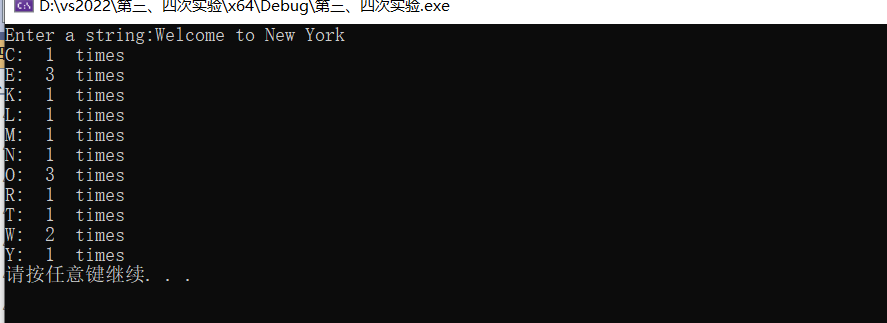 D:\vs2022\第三、四次实验\x64\Debug\第三、四次实验.exe
Enter a string:Welcome to New York
C:  1  times
E:  3  times
K:  1  times
L:  1  times
M:  1  times
N:  1  times
O:  3  times
R:  1  times
T:  1  times
W:  2  times
Y:  1  times
请按任意键继续. . .